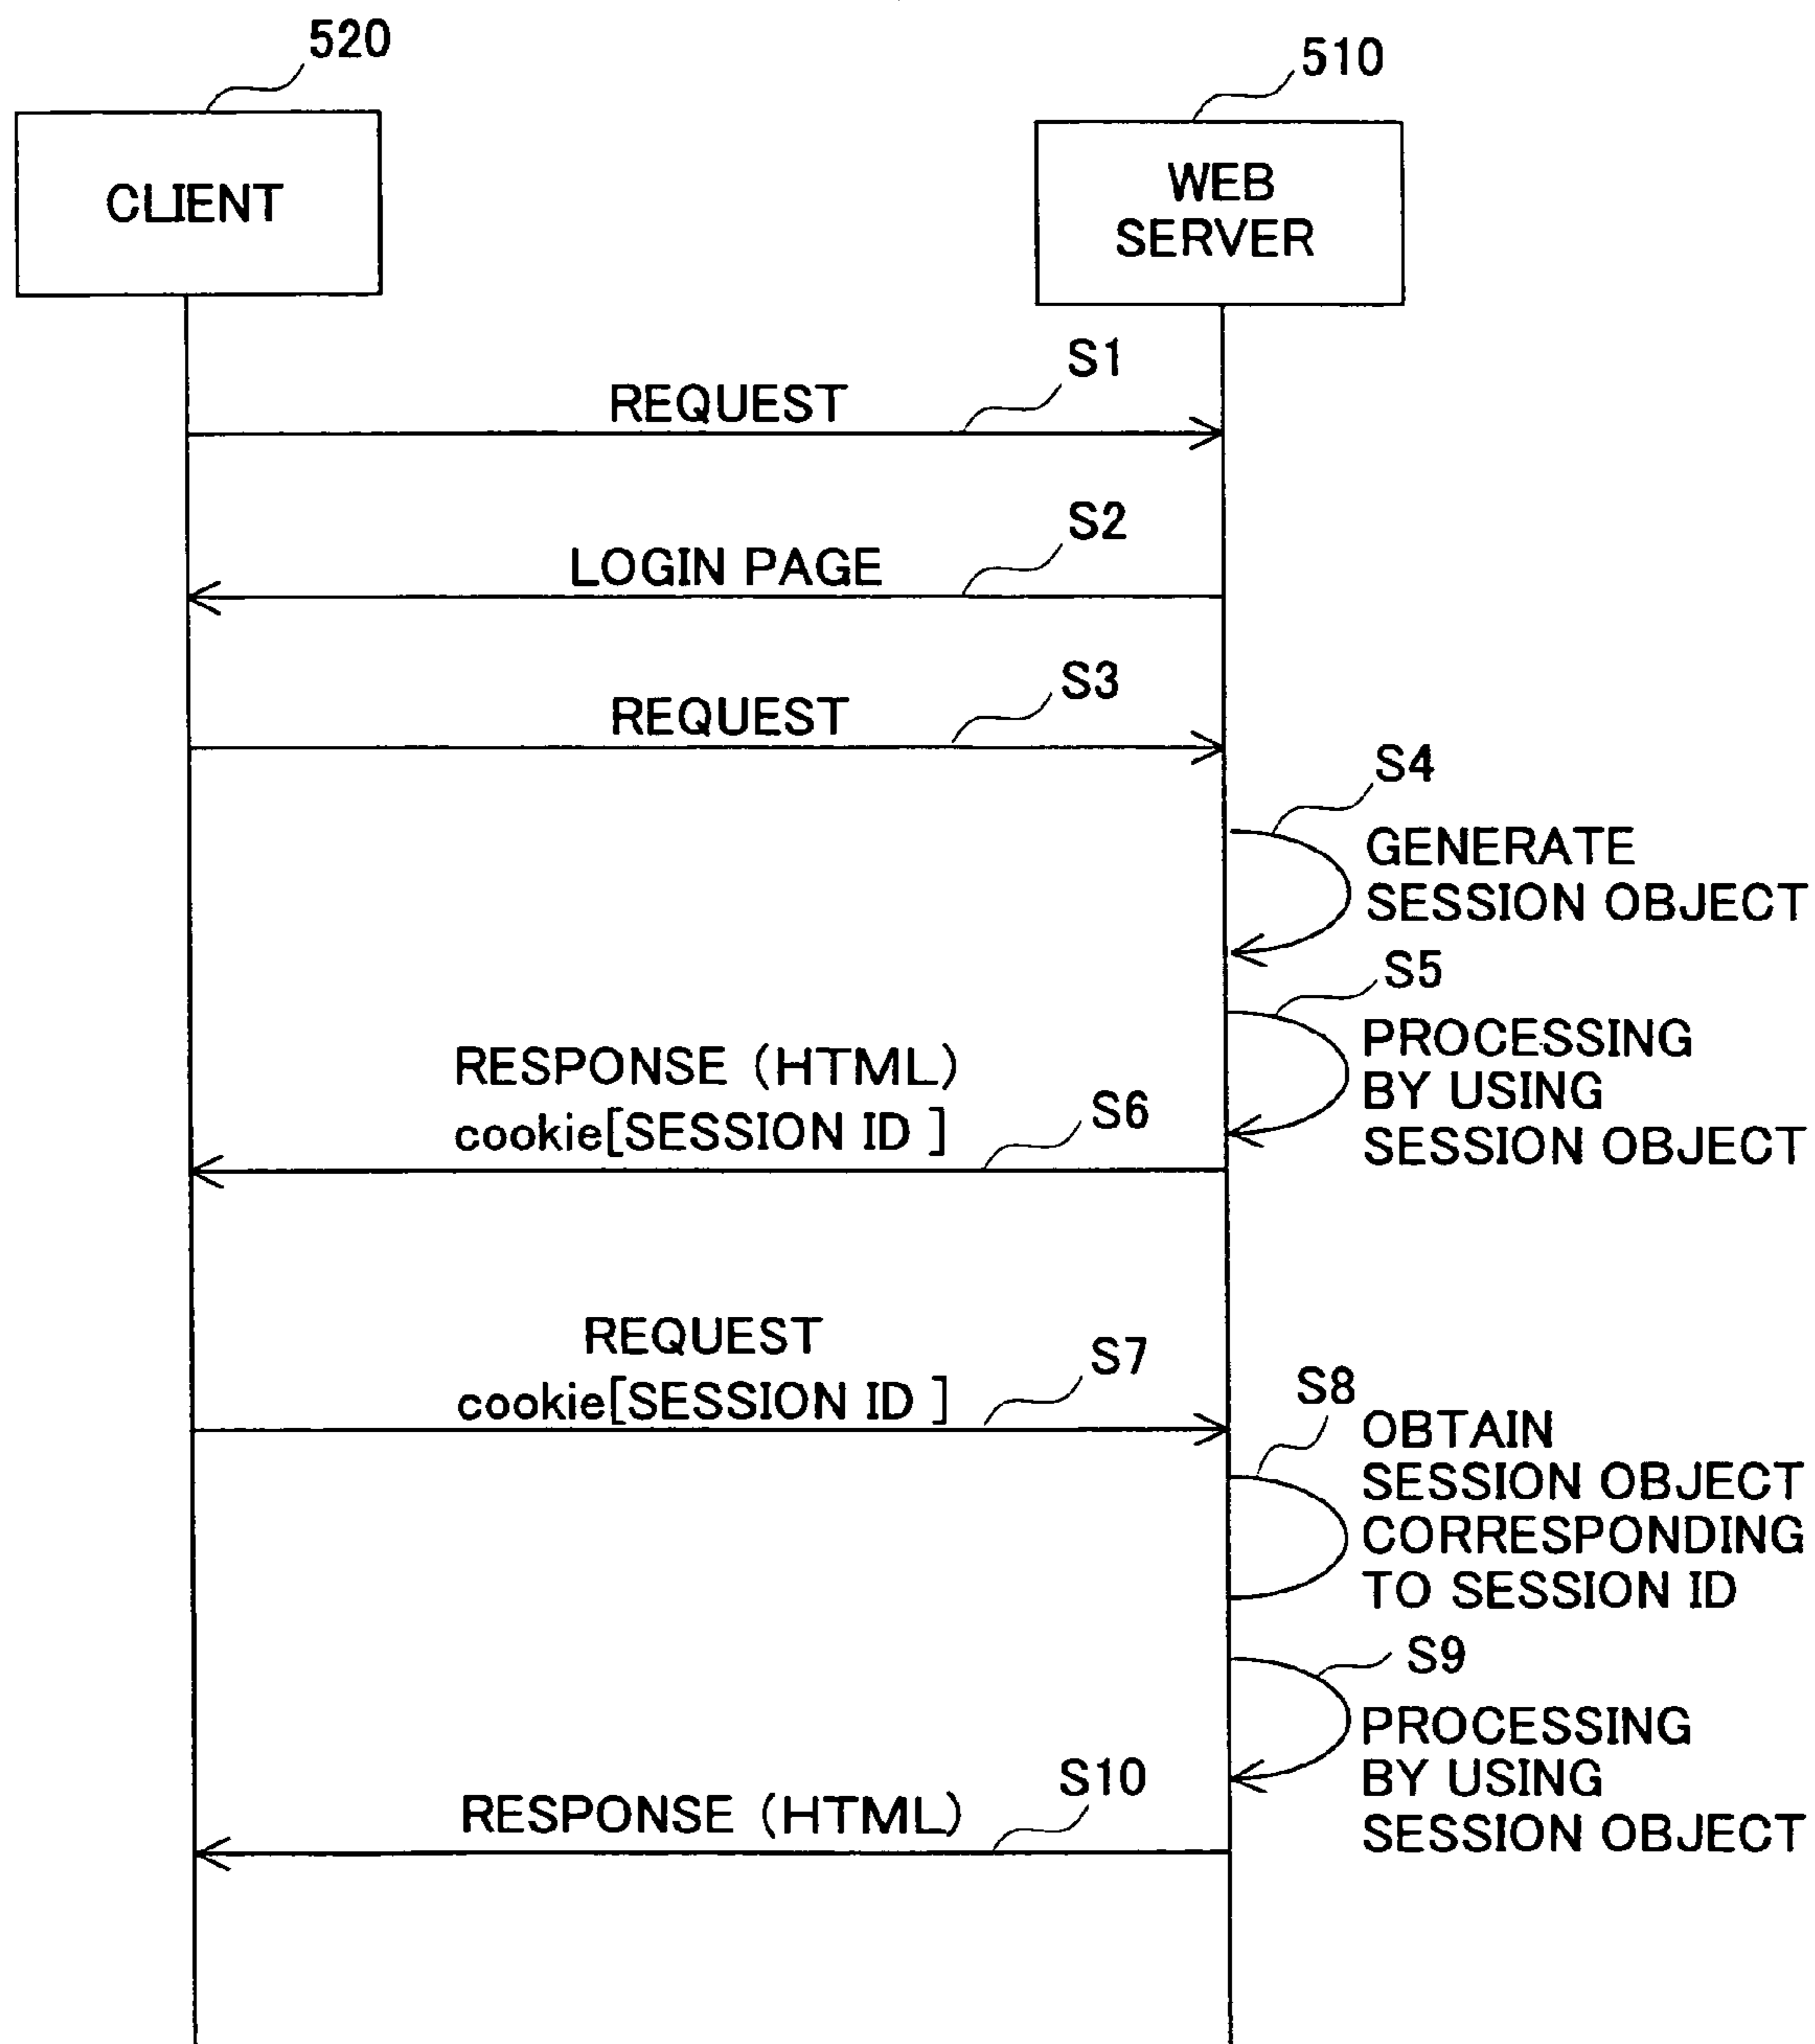 520
510
CLIENT
WEB
SERVER
S1
REQUEST
S2
LOGIN PAGE
S3
REQUEST
S4
GENERATE
SESSION OBJECT
S5
PROCESSING
BY USING
SESSION OBJECT
RESPONSE (HTML)
cookie[SESSION ID ]
S6
REQUEST
cookie[SESSION ID ]
S7
S8
OBTAIN
SESSION OBJECT
CORRESPONDING
TO SESSION ID
S9
PROCESSING
BY USING
SESSION OBJECT
S10
RESPONSE (HTML)